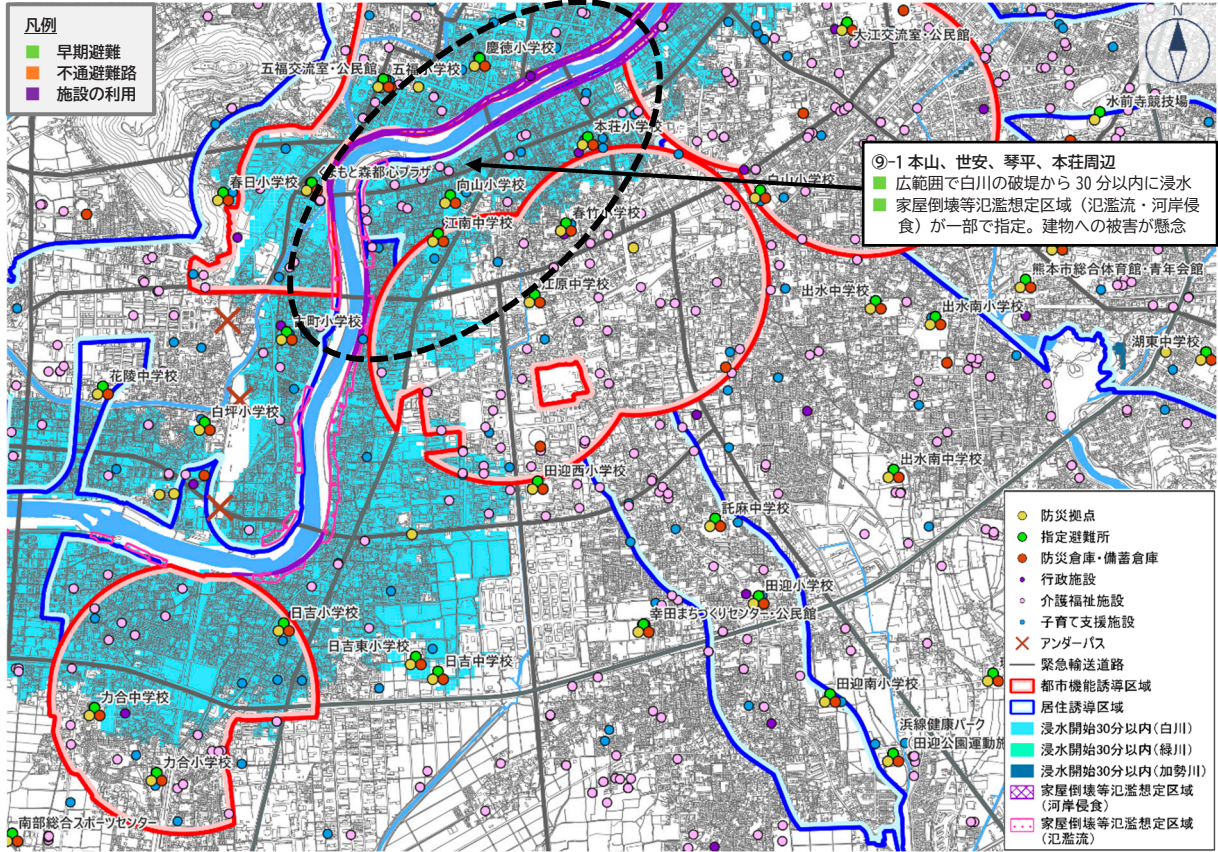 凡例
早期避難
不通避難路
施設の利用
N
慶徳小学校
大江交流室・公民館
五福交流室・公民館
五福小学校
水前寺競技場
本荘小学校
⑨-1 本山、世安、琴平、本荘周辺
広範囲で白川の破堤から 30 分以内に浸水
家屋倒壊等氾濫想定区域（氾濫流・河岸侵
食）が一部で指定。建物への被害が懸念
春日小学校
もと森都心プラザ
向山小学校
白山小学校
江南中学校
春竹小学校
熊本市総合体育館・青年会館
江原中学校
出水中学校
出水南小学校
十町小学校
湖東中学校
花陵中学校
白坪小学校
田迎西小学校
出水南中学校
託麻中学校
田迎小学校
幸田まちづくりセンター・公民館
日吉小学校
日吉東小学校
日吉中学校
田迎南小学校
力合中学校
浜線健康パーク
（田迎公園運動施
力合小学校
南部総合スポーツセンター
防災拠点
指定避難所
防災倉庫・備蓄倉庫
行政施設
介護福祉施設
子育て支援施設
アンダーパス
緊急輸送道路
都市機能誘導区域
居住誘導区域
浸水開始30分以内（白川）
浸水開始30分以内（緑川）
浸水開始30分以内（加勢川）
家屋倒壊等氾濫想定区域
（河岸侵食）
家屋倒壊等氾濫想定区域
（氾濫流）